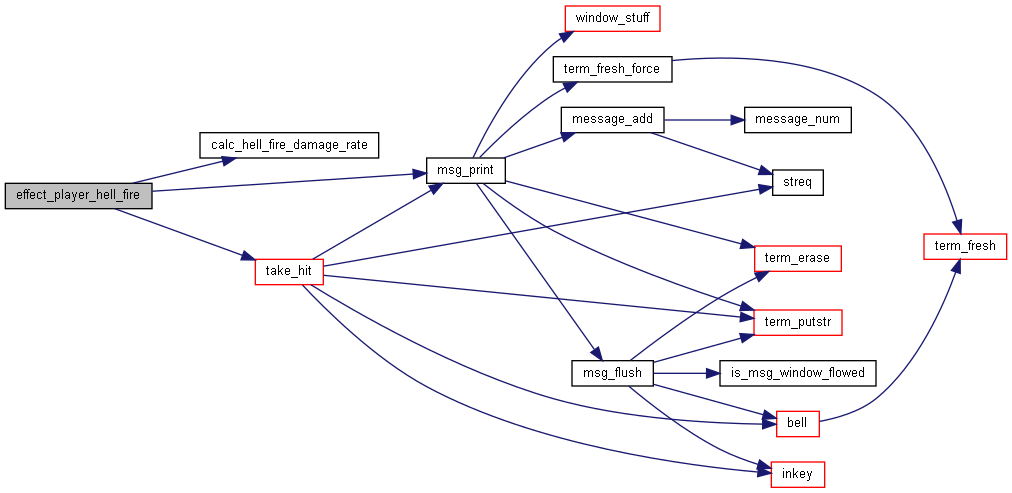 window_stuff
term_fresh_force
message_add
message_num
calc_hell_fire_damage_rate
msg_print
streq
effect_player_hell_fire
term_fresh
take_hit
term_erase
term_putstr
msg_flush
is_msg_window_flowed
bell
inkey